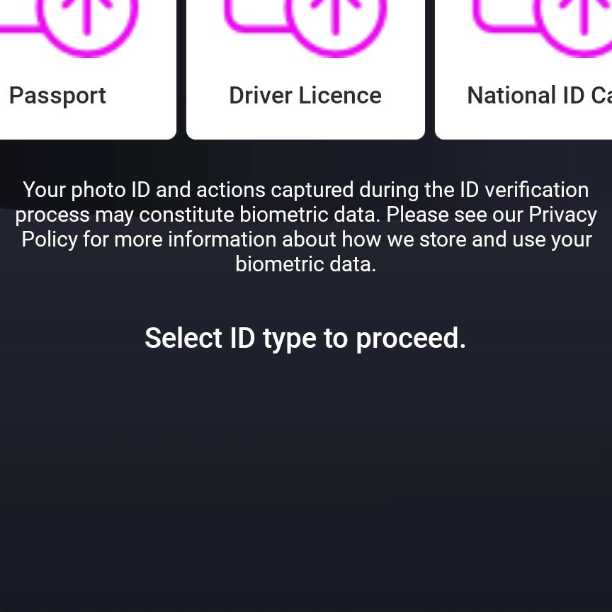 Passport
Driver Licence
National ID
Your photo ID and actions captured during the ID verification
process may constitute biometric data. Please see our Privacy
Policy for more information about how we store and use your
biometric data.
Select ID type to proceed.